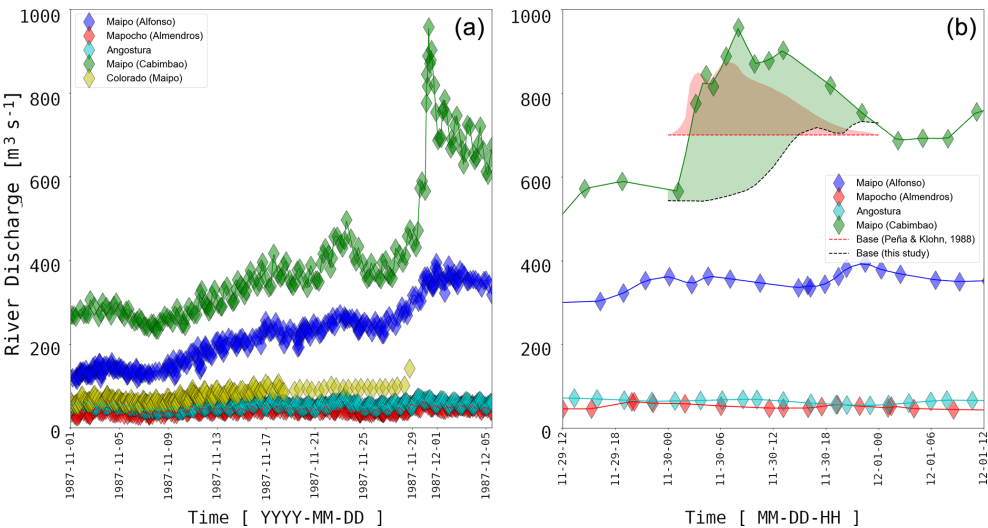 (a)
Maipo (Alfonso)
Mapocho (Almendros)
Angostura
Maipo (Cabimbao)
Colorado (Maipo)
1000
800
600
400
200
0
River Discharge [m³ s⁻¹]
1987-11-01
1987-11-05
1987-11-09
1987-11-13
1987-11-17
1987-11-21
1987-11-25
1987-11-29
1987-12-01
1987-12-05
Time [ YYYY-MM-DD ]
(b)
1000
800
600
400
200
0
Maipo (Alfonso)
Mapocho (Almendros)
Angostura
Maipo (Cabimbao)
Base (Peña & Klohn, 1988)
Base (this study)
11-29-12
11-29-18
11-30-00
11-30-06
11-30-12
11-30-18
12-01-00
12-01-06
12-01-12
Time [ MM-DD-HH ]